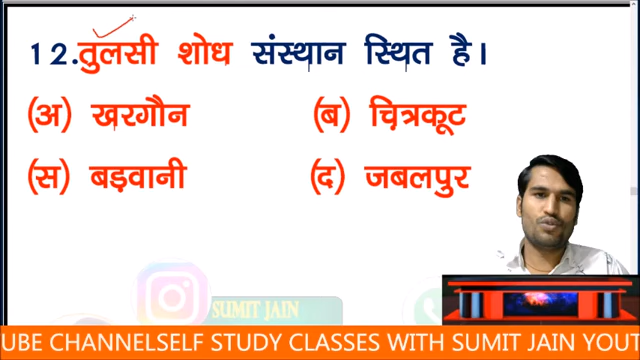 12.तुलसी शोध संस्थान स्थित है।
(अ) खरगौन (ब) चित्रकूट
(स) बड़वानी (द) जबलपुर
SUMIT JAIN
UBE CHANNELSELF STUDY CLASSES WITH SUMIT JAIN YOUT